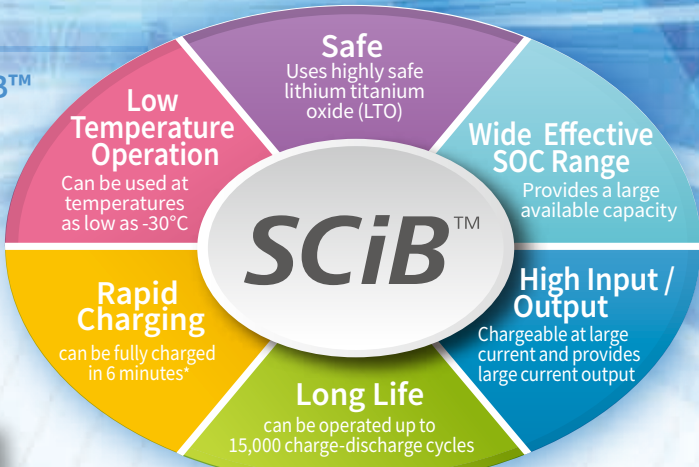 B™
Safe
Uses highly safe
lithium titanium
oxide (LTO)
Low
Temperature
Operation
Can be used at
temperatures
as low as -30°C
Wide Effective
SOC Range
Provides a large
available capacity
SCiB™
Rapid
Charging
can be fully charged
in 6 minutes*
High Input /
Output
Chargeable at large
current and provides
large current output
Long Life
can be operated up to
15,000 charge-discharge cycles